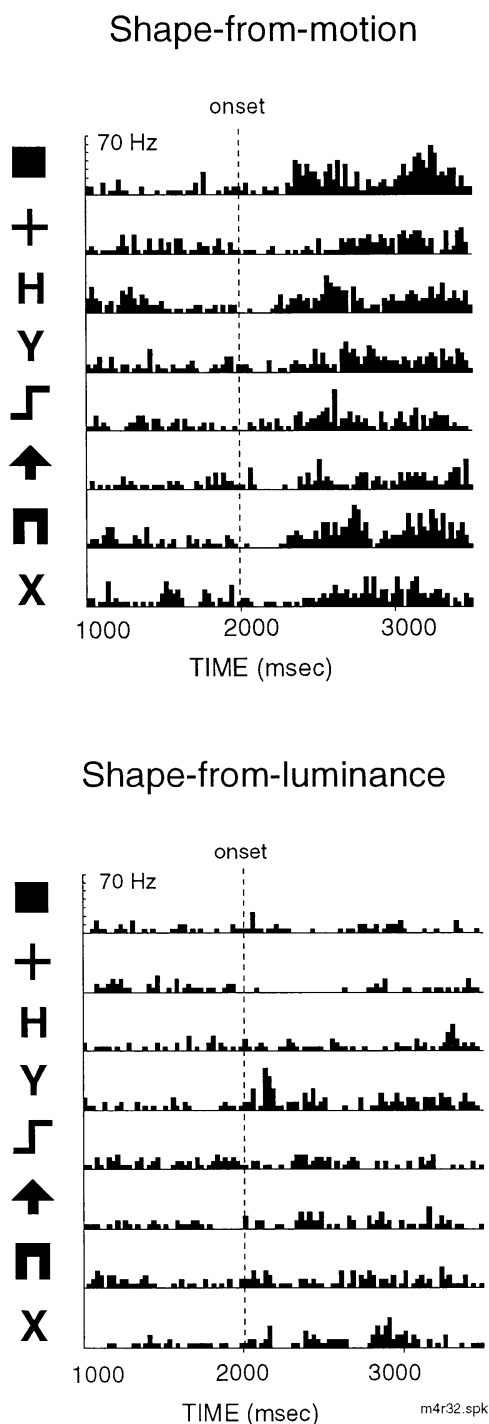 Shape-from-motion
onset
70 Hz
+
H
Y
X
1000 2000 3000
TIME (msec)
Shape-from-luminance
onset
70 Hz
+
H
Y
X
1000 2000 3000
TIME (msec)
m4r32.spk